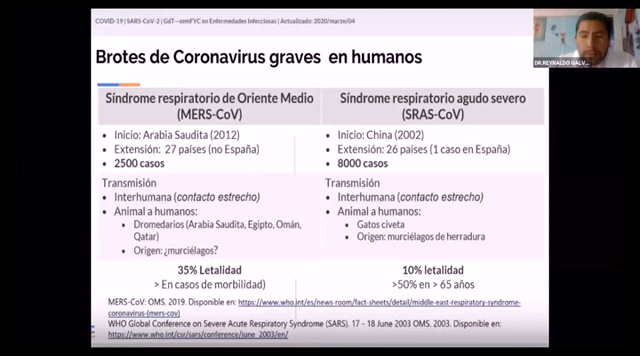 COVID-19 | SARS-CoV-2 | GdT-semFYC en Enfermedades Infecciosas | Actualizado: 2020/marzo/04
Brotes de Coronavirus graves en humanos
DR.REYNALDO GALV...
Síndrome respiratorio de Oriente Medio
(MERS-CoV)
Síndrome respiratorio agudo severo
(SRAS-CoV)
• Inicio: Arabia Saudita (2012)
• Extensión: 27 países (no España)
• 2500 casos
• Inicio: China (2002)
• Extensión: 26 países (1 caso en España)
• 8000 casos
Transmisión
• Interhumana (contacto estrecho)
• Animal a humanos:
• Dromedarios (Arabia Saudita, Egipto, Omán,
Qatar)
• Origen: ¿murciélagos?
Transmisión
• Interhumana (contacto estrecho)
• Animal a humanos:
• Gatos civeta
• Origen: murciélagos de herradura
35% Letalidad
> En casos de morbilidad)
10% letalidad
>50% en > 65 años
MERS-CoV: OMS. 2019. Disponible en: https://www.who.int/es/news-room/fact-sheets/detail/middle-east-respiratory-syndrome-
coronavirus-(mers-cov)
WHO Global Conference on Severe Acute Respiratory Syndrome (SARS). 17 - 18 June 2003 OMS. 2003. Disponible en:
https://www.who.int/csr/sars/conference/june_2003/en/